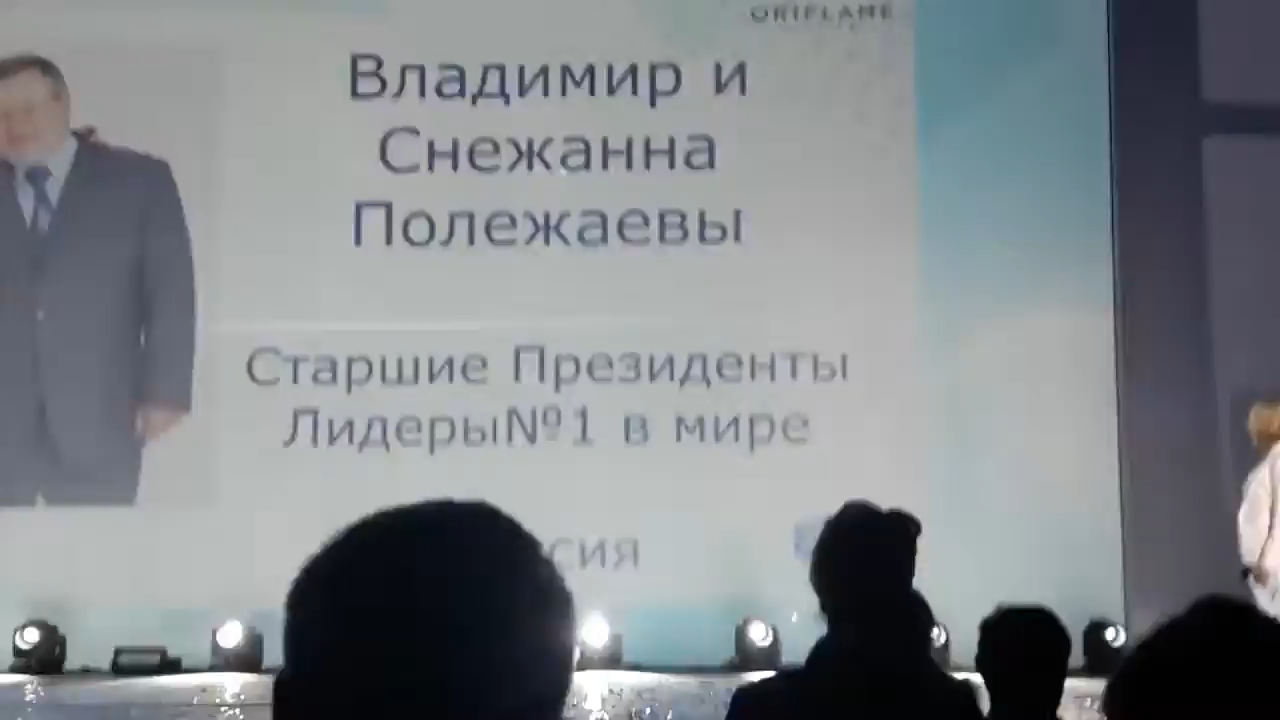 ORIFLAME
Владимир и
Снежанна
Полежаевы
Старшие Президенты
Лидеры№1 в мире